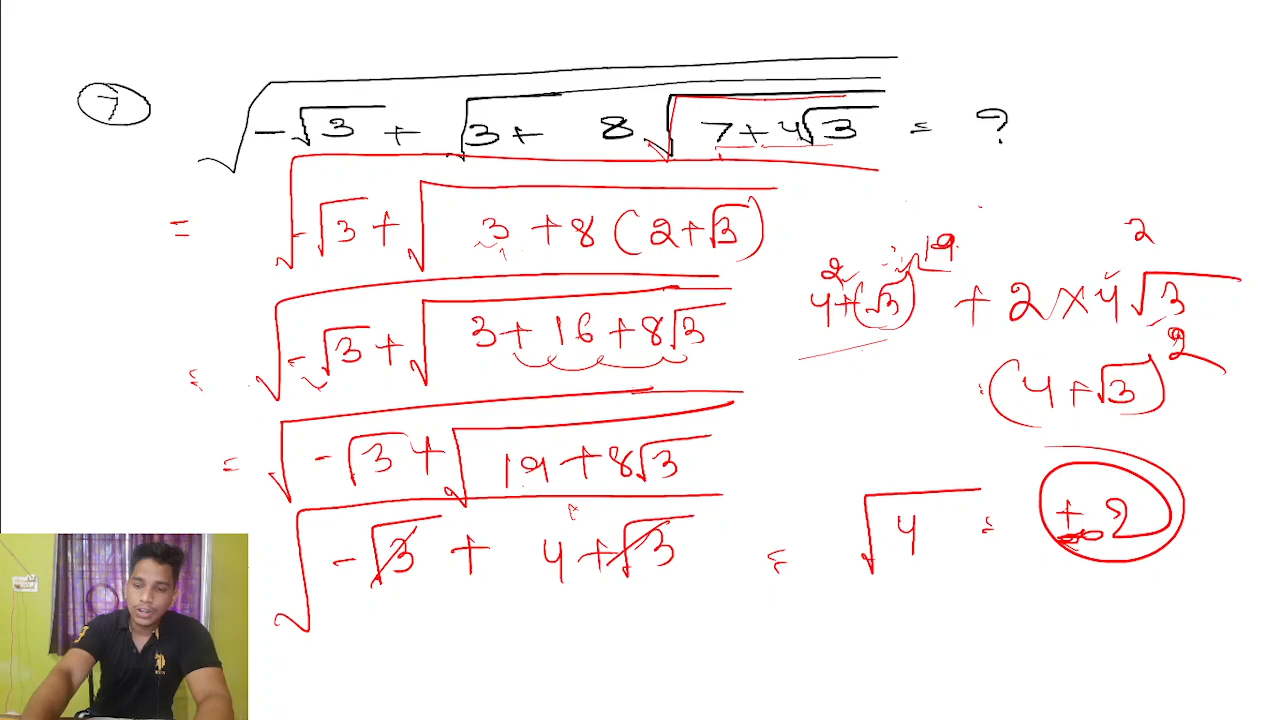 7
√(-√3 + √(3 + 8√(7 + 4√3))) = ?
= √(-√3 + √(3 + 8(2 + √3)))
= √(-√3 + √(3 + 16 + 8√3))
= √(-√3 + √(19 + 8√3))
√(-√3 + 4 + √3) = √4 = ±2
19
4² + (√3)² + 2 × 4√3
: (4 + √3)²